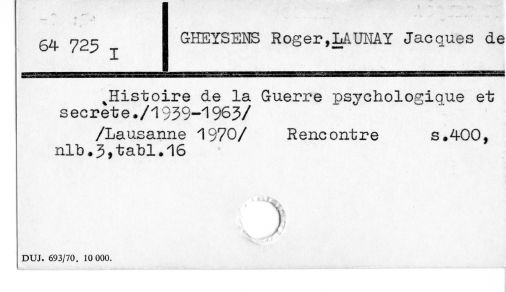 64 725 I
GHEYSENS Roger,LAUNAY Jacques de
Histoire de la Guerre psychologique et
secrete./1939-1963/
/Lausanne 1970/ Rencontre s.400,
nlb.3,tabl.16
DUJ. 693/70. 10 000.